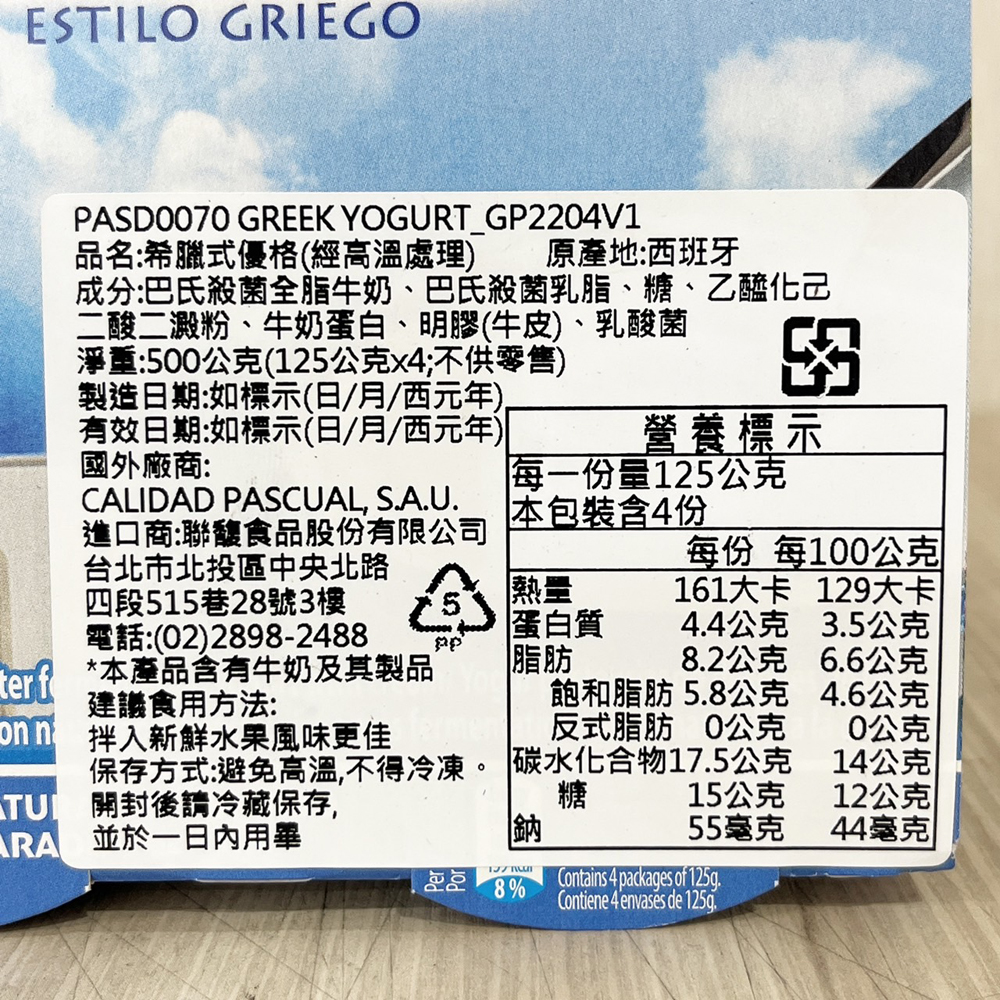 ESTILO GRIEGO
PASD0070 GREEK YOGURT_GP2204V1
品名:希臘式優格(經高溫處理) 原產地:西班牙
成分:巴氏殺菌全脂牛奶、巴氏殺菌乳脂、糖、乙醯化己
二酸二澱粉、牛奶蛋白、明膠(牛皮)、乳酸菌
淨重:500公克(125公克x4;不供零售)
製造日期:如標示(日/月/西元年)
有效日期:如標示(日/月/西元年)
國外廠商:
CALIDAD PASCUAL, S.A.U.
進口商:聯馥食品股份有限公司
台北市北投區中央北路
四段515巷28號3樓
電話:(02)2898-2488
*本產品含有牛奶及其製品
建議食用方法:
拌入新鮮水果風味更佳
保存方式:避免高溫,不得冷凍。
開封後請冷藏保存,
並於一日內用畢
5
PP
營養標示
每一份量125公克
本包裝含4份
每份 每100公克
熱量 161大卡 129大卡
蛋白質 4.4公克 3.5公克
脂肪 8.2公克 6.6公克
飽和脂肪 5.8公克 4.6公克
反式脂肪 0公克 0公克
碳水化合物 17.5公克 14公克
糖 15公克 12公克
鈉 55毫克 44毫克
ter f
on na
ATU
ARA
Per
Por
8%
Contains 4 packages of 125g.
Contiene 4 envases de 125g.